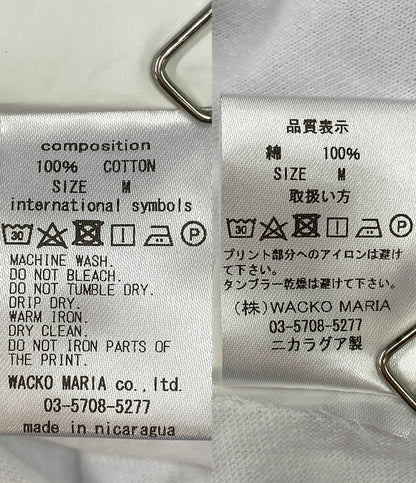 composition
100% COTTON
SIZE M
international symbols
30
P
MACHINE WASH.
DO NOT BLEACH.
DO NOT TUMBLE DRY.
DRIP DRY.
WARM IRON.
DRY CLEAN.
DO NOT IRON PARTS OF
THE PRINT.
WACKO MARIA co.,ltd.
03-5708-5277
made in nicaragua
品質表示
綿 100%
SIZE M
取扱い方
30
P
プリント部分へのアイロンは避け
て下さい。
タンブラー乾燥は避けて下さい。
(株)WACKO MARIA
03-5708-5277
ニカラグア製